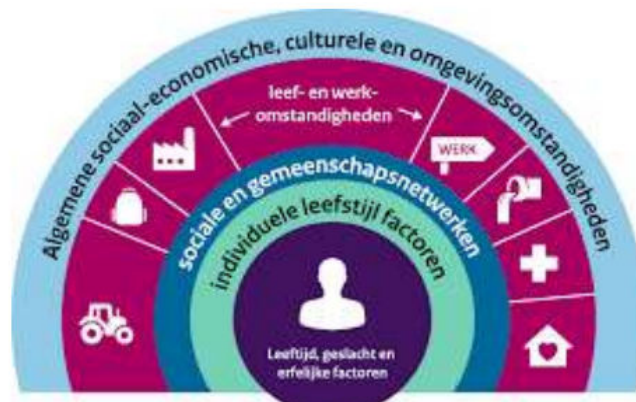 Algemene sociaal-economische, culturele en omgevingsomstandigheden
leef- en werk-
omstandigheden
WERK
sociale en gemeenschapsnetwerken
individuele leefstijl factoren
Leeftijd, geslacht en
erfelijke factoren